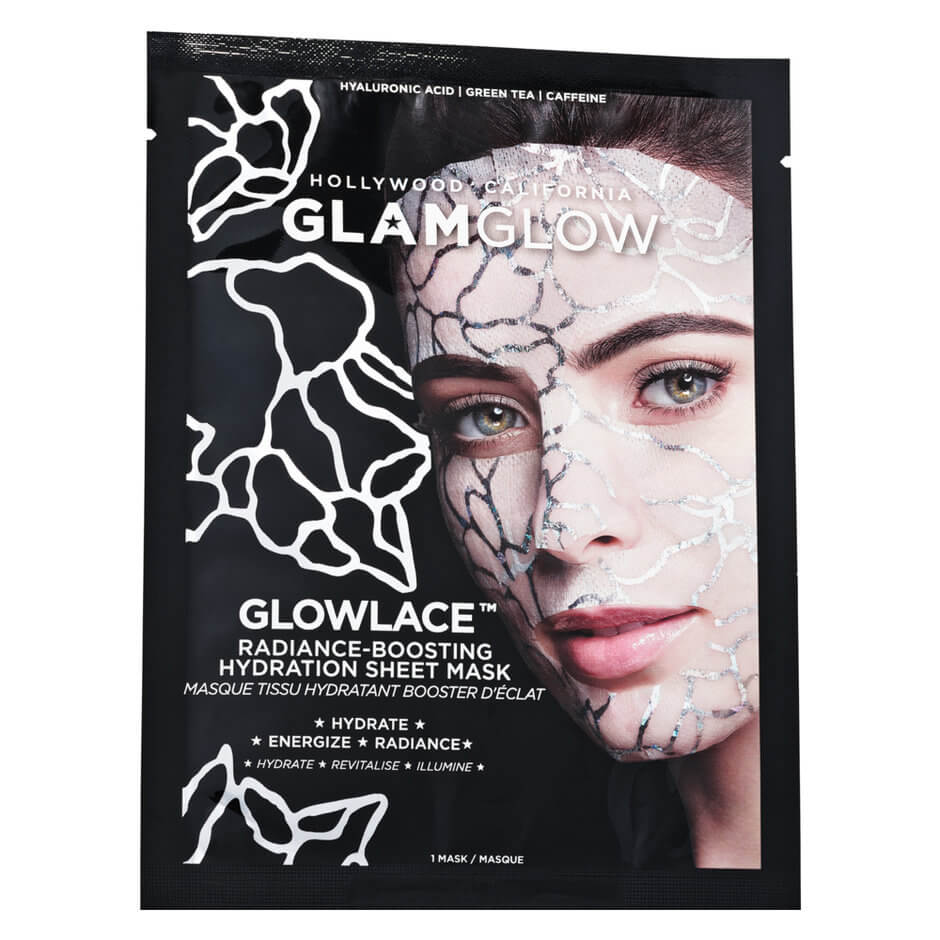 HYALURONIC ACID | GREEN TEA | CAFFEINE
HOLLYWOOD, CALIFORNIA
GLAMGLOW
GLOWLACE™
RADIANCE-BOOSTING
HYDRATION SHEET MASK
MASQUE TISSU HYDRATANT BOOSTER D'ÉCLAT
★ HYDRATE ★
★ ENERGIZE ★ RADIANCE ★
★ HYDRATE ★ REVITALISE ★ ILLUMINE ★
1 MASK / MASQUE